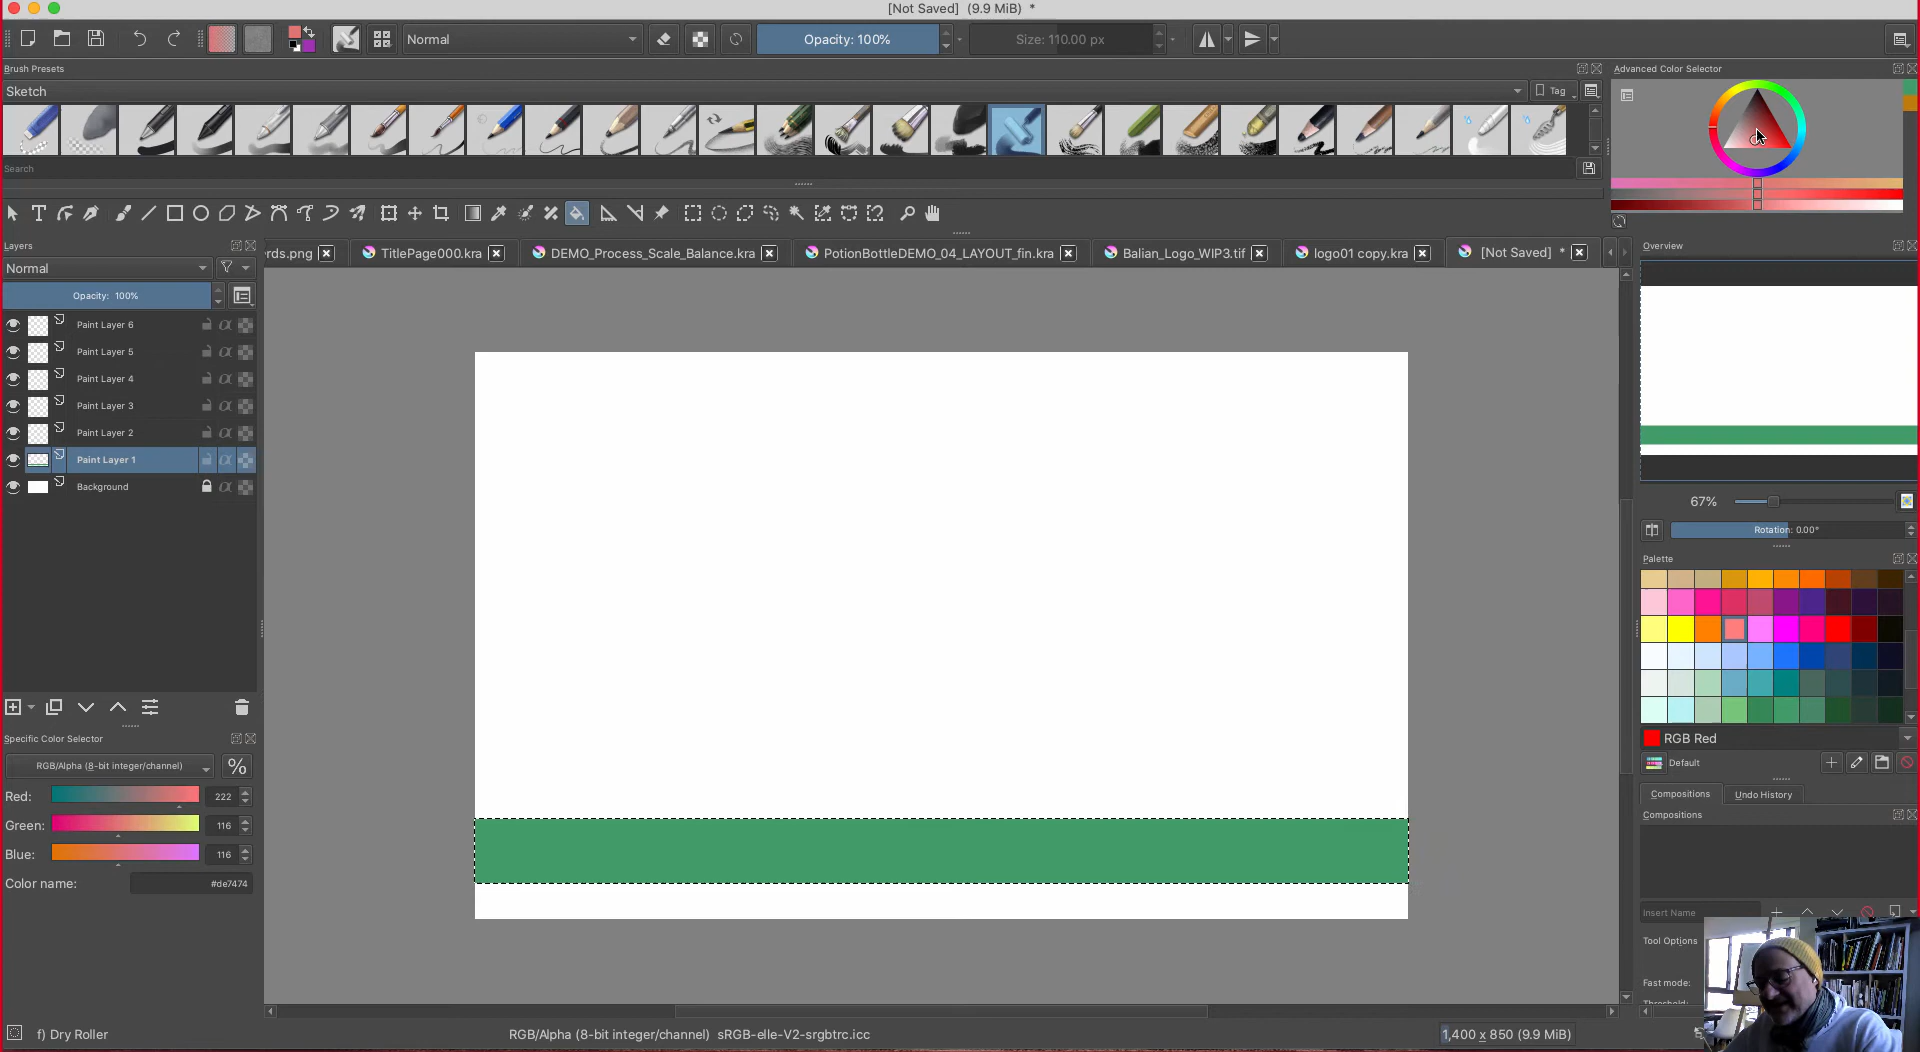 [Not Saved]  (9.9 MiB)  *
Normal
Opacity: 100%
Size: 110.00 px
Brush Presets
Advanced Color Selector
Sketch
Tag
Search
Layers
rds.png
TitlePage000.kra
DEMO_Process_Scale_Balance.kra
PotionBottleDEMO_04_LAYOUT_fin.kra
Balian_Logo_WIP3.tif
logo01 copy.kra
[Not Saved]  *
Overview
Normal
Opacity:  100%
Paint Layer 6
Paint Layer 5
Paint Layer 4
Paint Layer 3
Paint Layer 2
Paint Layer 1
Background
67%
Rotation: 0.00°
Palette
Specific Color Selector
RGB/Alpha (8-bit integer/channel)
%
Red:
222
Green:
116
Blue:
116
Color name:
#de7474
RGB Red
Default
Compositions
Undo History
Compositions
Insert Name
Tool Options
Fast mode:
Threshold:
f) Dry Roller
RGB/Alpha (8-bit integer/channel)  sRGB-elle-V2-srgbtrc.icc
1,400 x 850 (9.9 MiB)